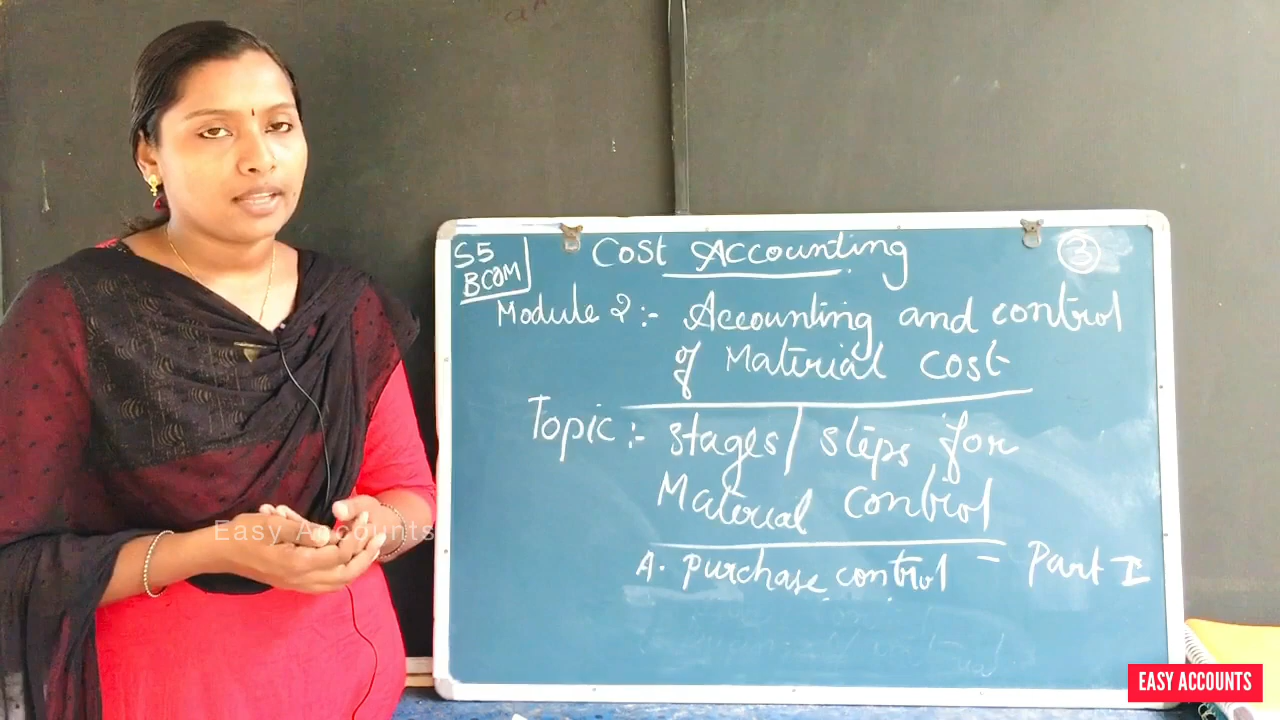 S5
BCOM
Cost Accounting
3
Module 2:- Accounting and control
of Material Cost
Topic:- Stages/ steps for
Material Control
A. Purchase control - Part I
Easy Accounts
EASY ACCOUNTS